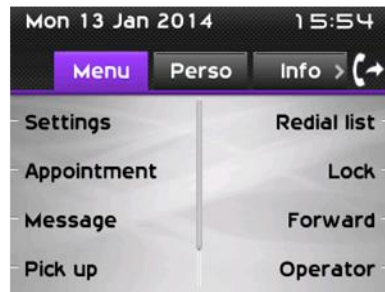 Mon 13 Jan 2014 15:54
Menu Perso Info >
Settings Redial list
Appointment Lock
Message Forward
Pick up Operator